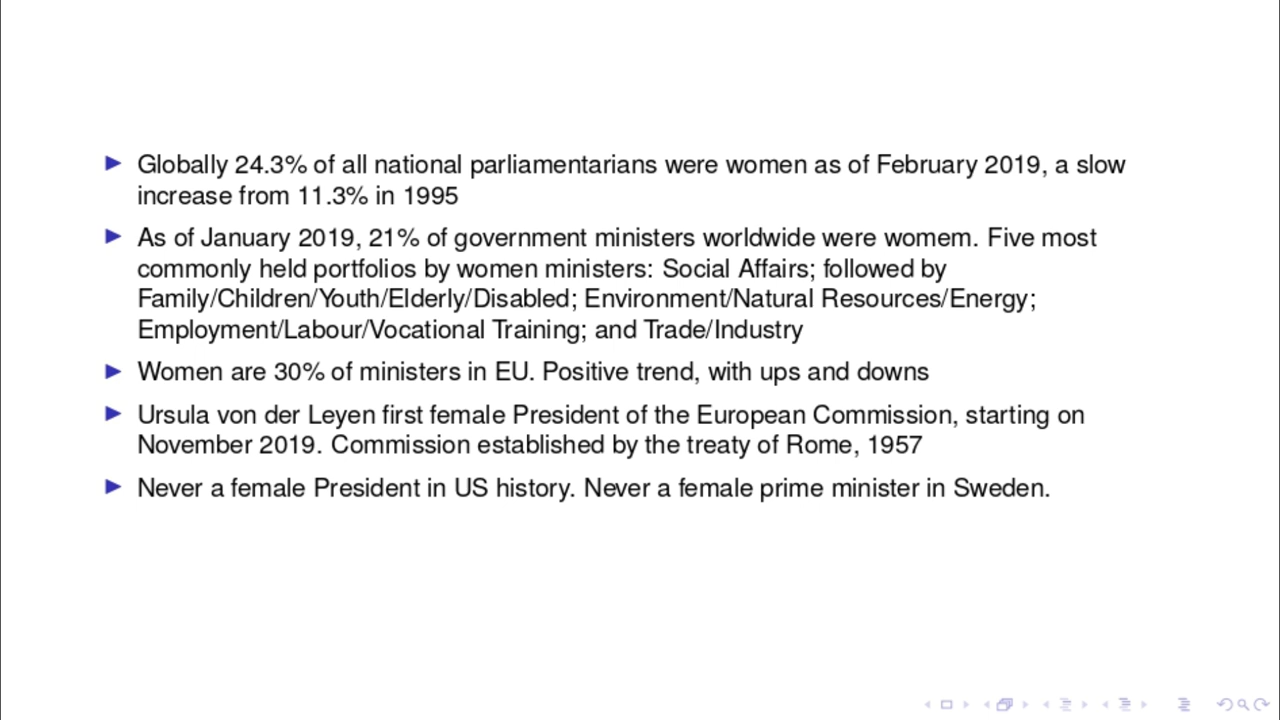 Globally 24.3% of all national parliamentarians were women as of February 2019, a slow
increase from 11.3% in 1995
As of January 2019, 21% of government ministers worldwide were womem. Five most
commonly held portfolios by women ministers: Social Affairs; followed by
Family/Children/Youth/Elderly/Disabled; Environment/Natural Resources/Energy;
Employment/Labour/Vocational Training; and Trade/Industry
Women are 30% of ministers in EU. Positive trend, with ups and downs
Ursula von der Leyen first female President of the European Commission, starting on
November 2019. Commission established by the treaty of Rome, 1957
Never a female President in US history. Never a female prime minister in Sweden.